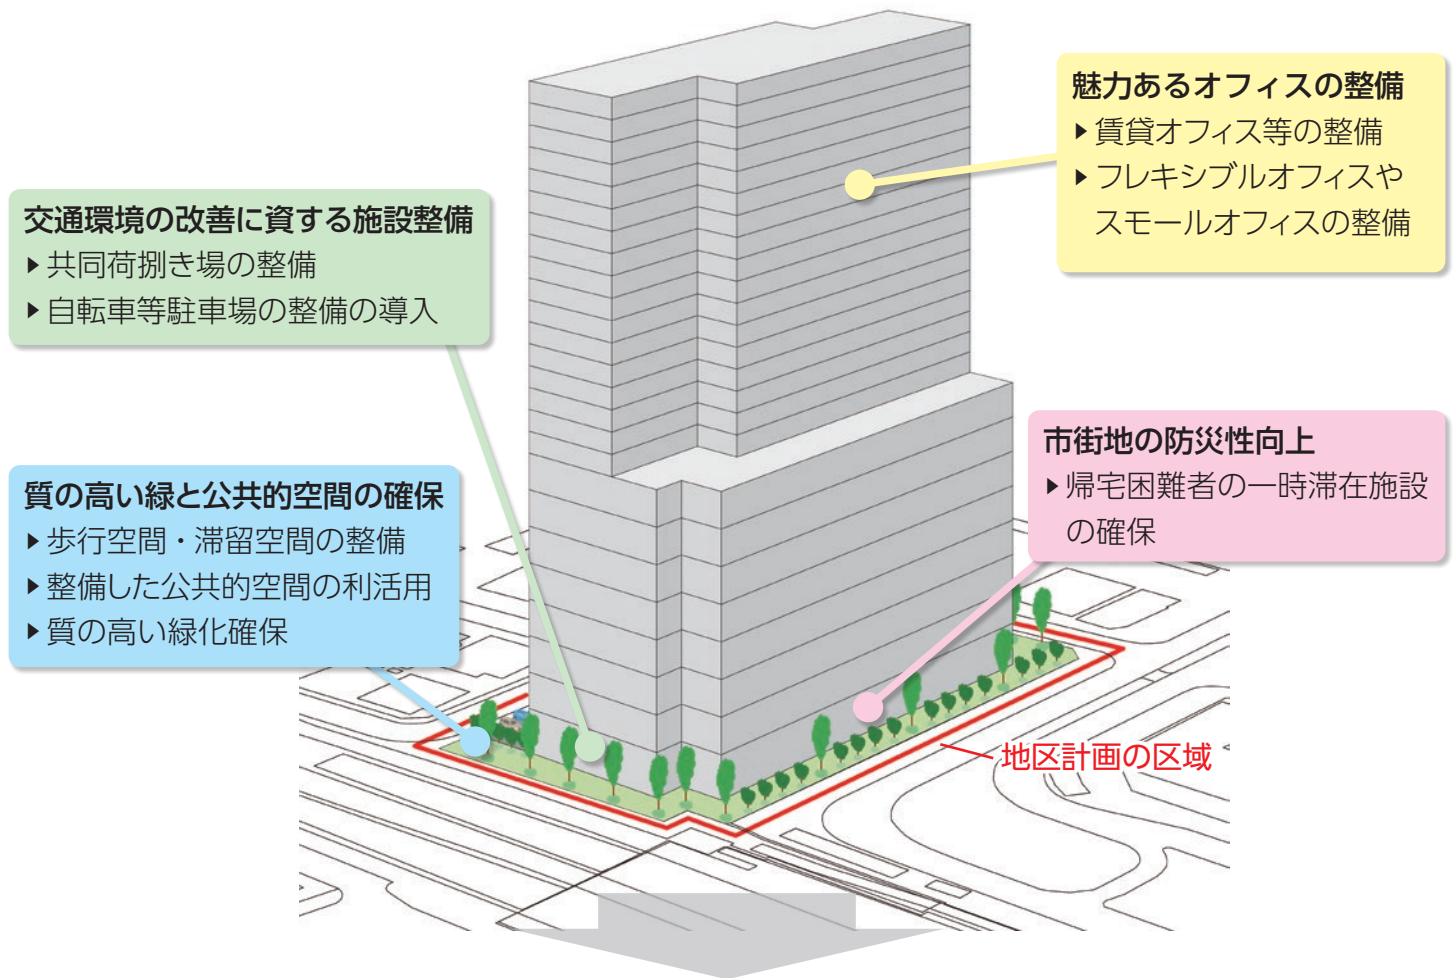 魅力あるオフィスの整備
▶賃貸オフィス等の整備
▶フレキシブルオフィスや
スモールオフィスの整備
交通環境の改善に資する施設整備
▶共同荷捌き場の整備
▶自転車等駐車場の整備の導入
市街地の防災性向上
▶帰宅困難者の一時滞在施設
の確保
質の高い緑と公共的空間の確保
▶歩行空間・滞留空間の整備
▶整備した公共的空間の利活用
▶質の高い緑化確保
地区計画の区域